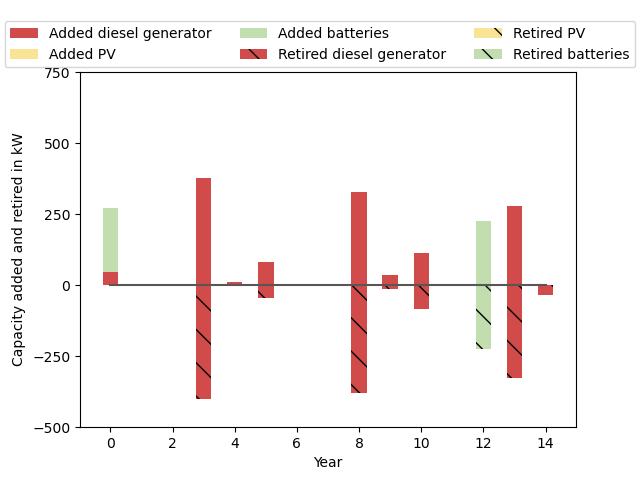 Added diesel generator Added batteries Retired PV
Added PV Retired diesel generator Retired batteries
750
500
250
0
−250
−500
Capacity added and retired in kW
0 2 4 6 8 10 12 14
Year